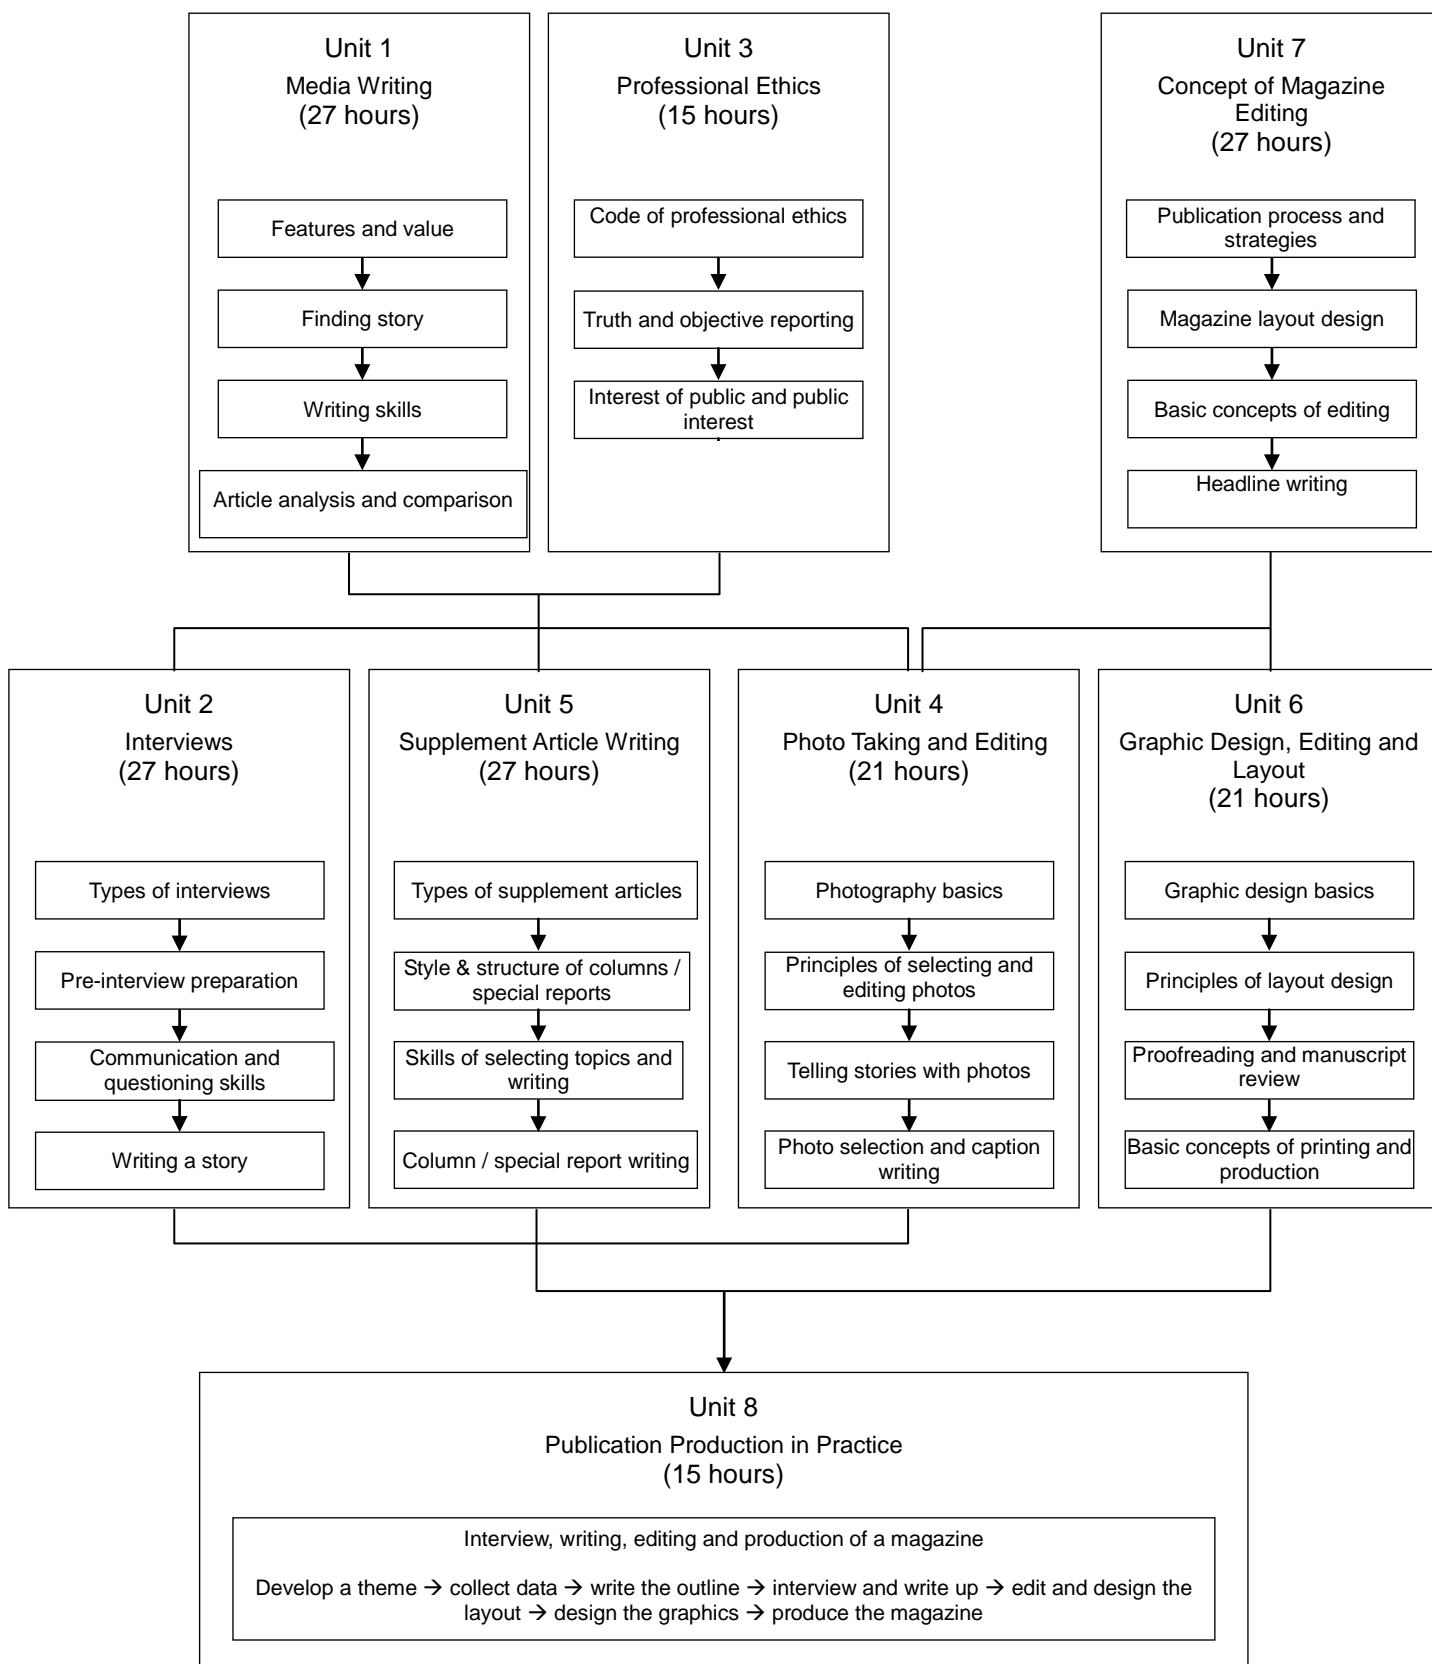 Unit 1
Media Writing
(27 hours)
Features and value
Finding story
Writing skills
Article analysis and comparison
Unit 3
Professional Ethics
(15 hours)
Code of professional ethics
Truth and objective reporting
Interest of public and public
interest
Unit 7
Concept of Magazine
Editing
(27 hours)
Publication process and
strategies
Magazine layout design
Basic concepts of editing
Headline writing
Unit 2
Interviews
(27 hours)
Types of interviews
Pre-interview preparation
Communication and
questioning skills
Writing a story
Unit 5
Supplement Article Writing
(27 hours)
Types of supplement articles
Style & structure of columns /
special reports
Skills of selecting topics and
writing
Column / special report writing
Unit 4
Photo Taking and Editing
(21 hours)
Photography basics
Principles of selecting and
editing photos
Telling stories with photos
Photo selection and caption
writing
Unit 6
Graphic Design, Editing and
Layout
(21 hours)
Graphic design basics
Principles of layout design
Proofreading and manuscript
review
Basic concepts of printing and
production
Unit 8
Publication Production in Practice
(15 hours)
Interview, writing, editing and production of a magazine
Develop a theme → collect data → write the outline → interview and write up → edit and design the
layout → design the graphics → produce the magazine